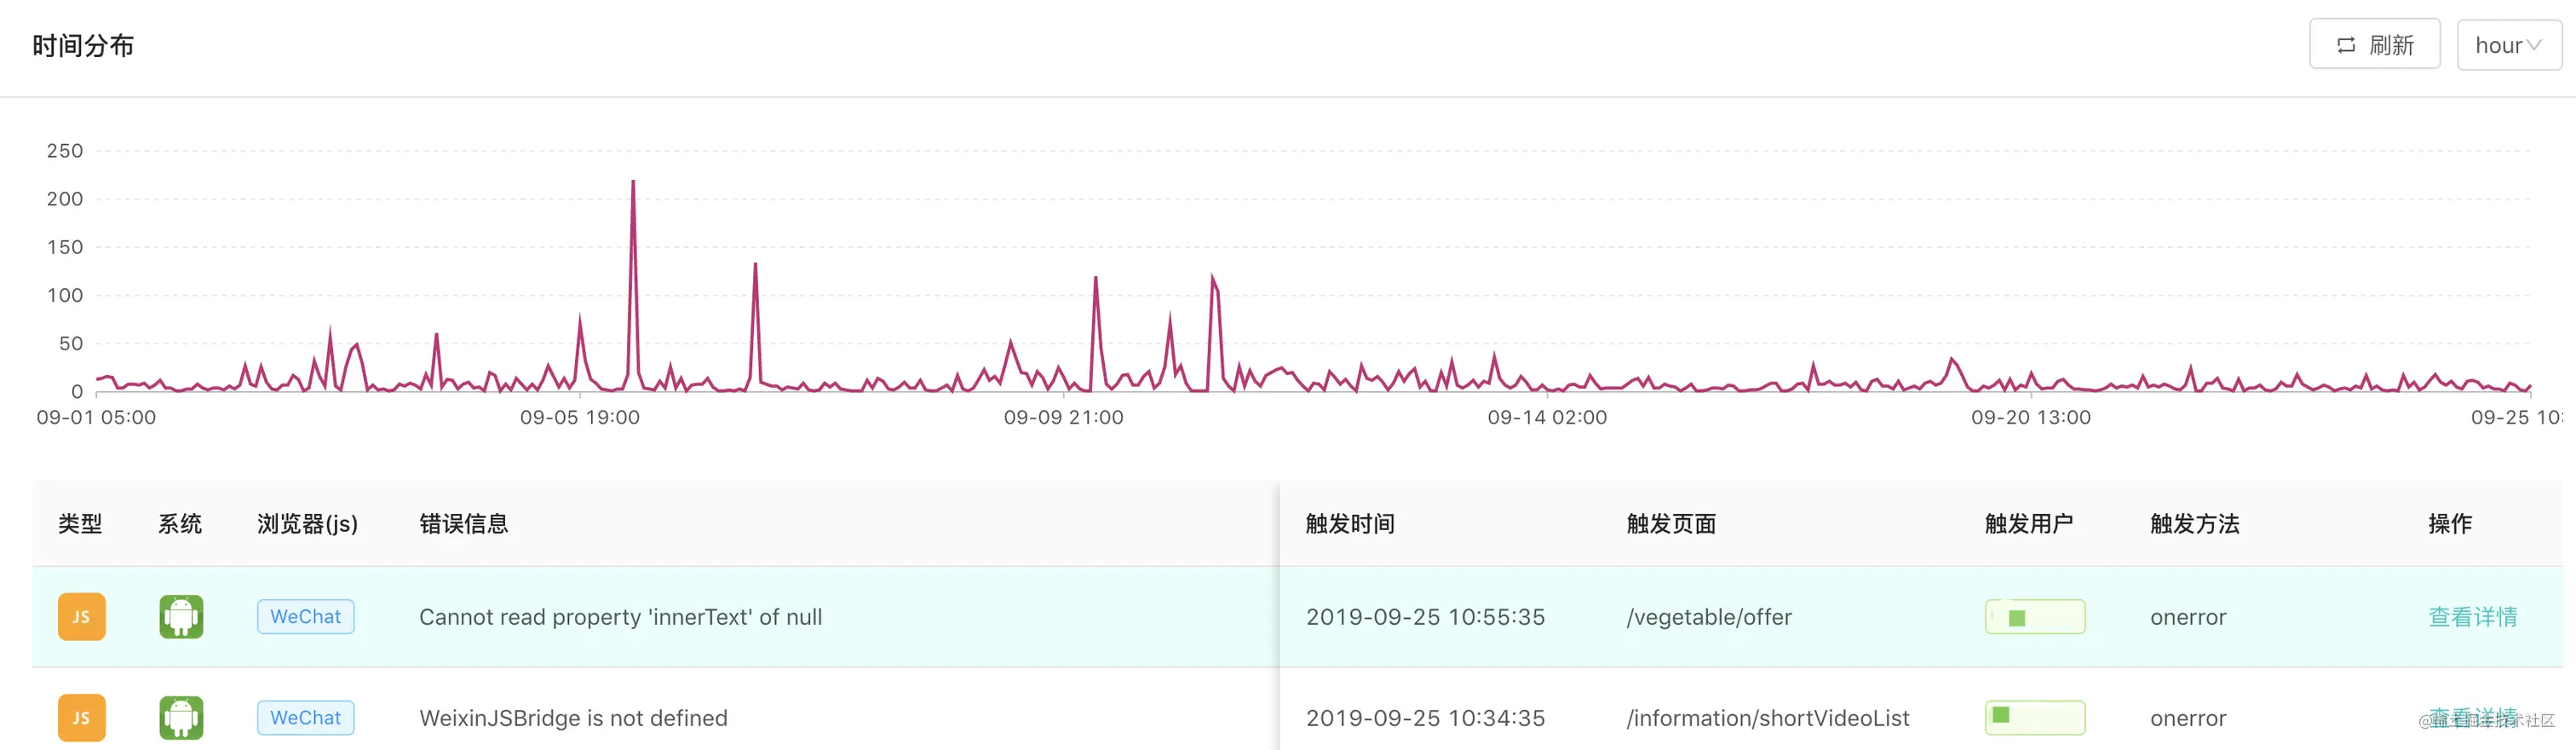 时间分布
刷新
hour
250
200
150
100
50
0
09-01 05:00 09-05 19:00 09-09 21:00 09-14 02:00 09-20 13:00 09-25 10:
类型 系统 浏览器(js) 错误信息 触发时间 触发页面 触发用户 触发方法 操作
JS WeChat Cannot read property 'innerText' of null 2019-09-25 10:55:35 /vegetable/offer onerror 查看详情
JS WeChat WeixinJSBridge is not defined 2019-09-25 10:34:35 /information/shortVideoList onerror 查看详情